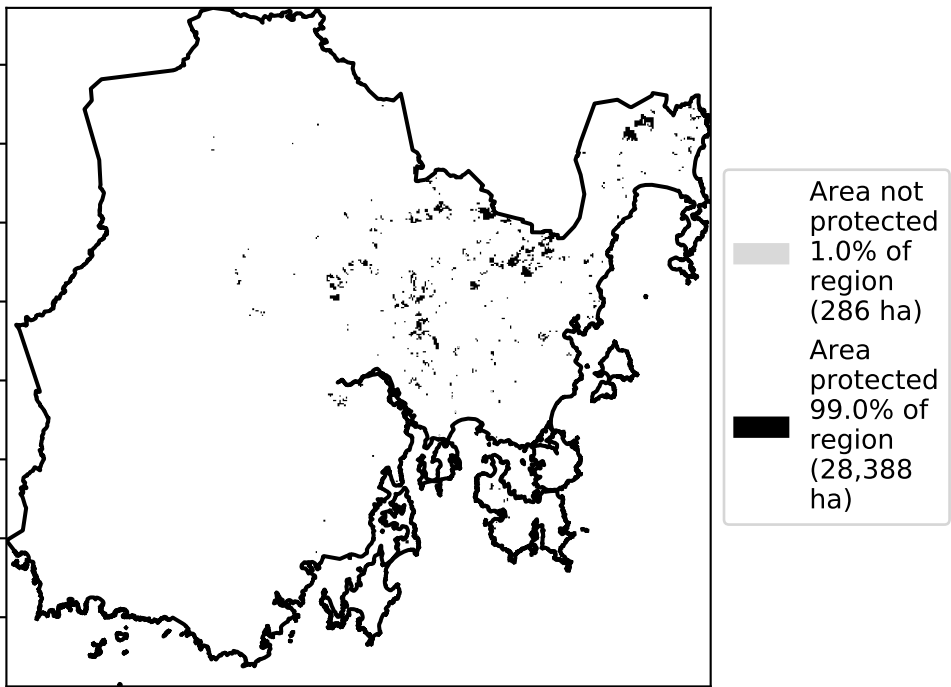 Area not
protected
1.0% of
region
(286 ha)
Area
protected
99.0% of
region
(28,388
ha)